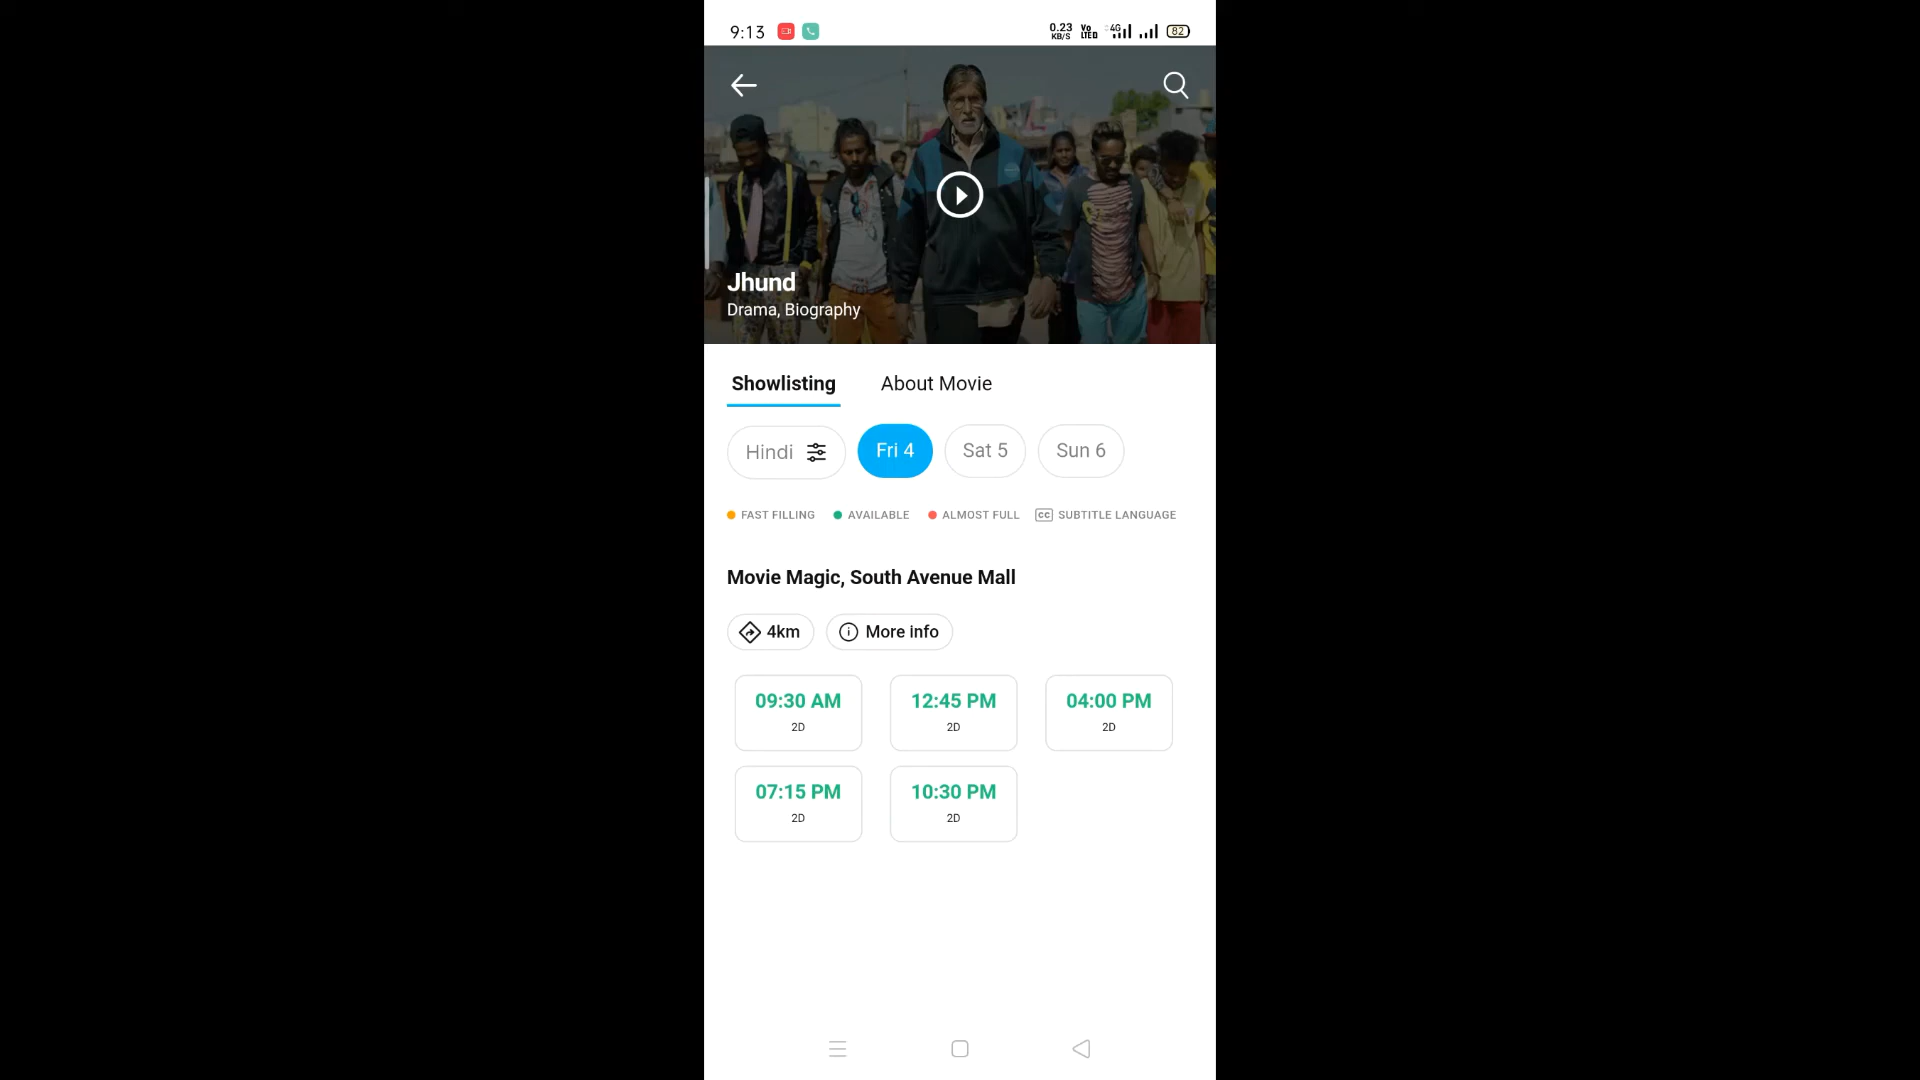 9:13
0.23 KB/S Vo LTE 4G 82
Jhund
Drama, Biography
Showlisting About Movie
Hindi Fri 4 Sat 5 Sun 6
FAST FILLING AVAILABLE ALMOST FULL CC SUBTITLE LANGUAGE
Movie Magic, South Avenue Mall
4km More info
09:30 AM 12:45 PM 04:00 PM
2D 2D 2D
07:15 PM 10:30 PM
2D 2D